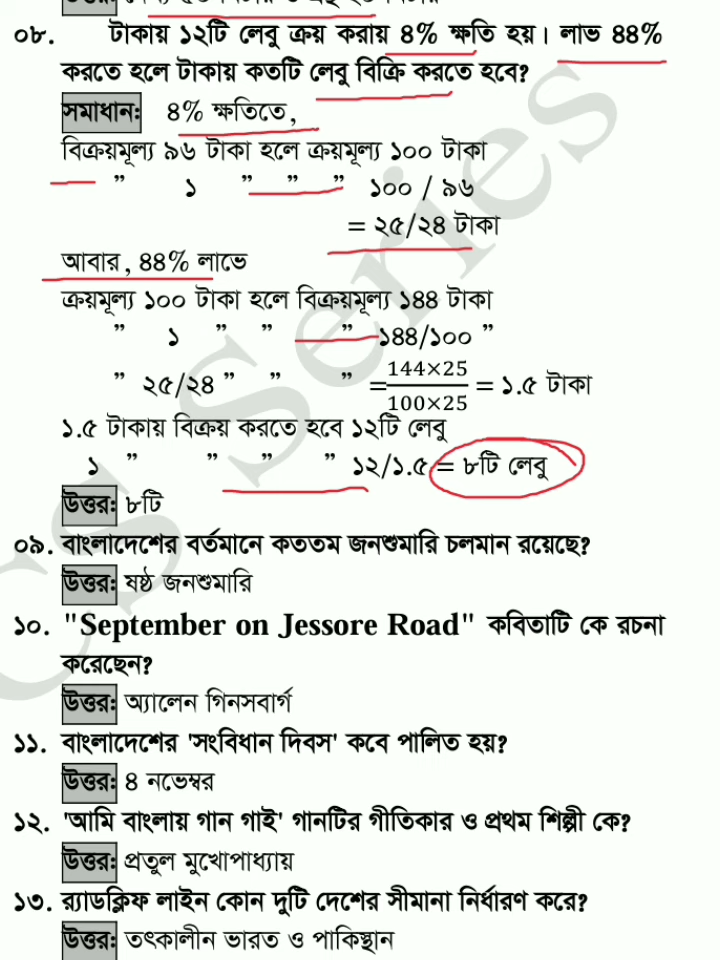 ০৮. টাকায় ১২টি লেবু ক্রয় করায় ৪% ক্ষতি হয়। লাভ ৪৪%
করতে হলে টাকায় কতটি লেবু বিক্রি করতে হবে?
সমাধান: ৪% ক্ষতিতে,
বিক্রয়মূল্য ৯৬ টাকা হলে ক্রয়মূল্য ১০০ টাকা
” ১ ” ” ” ১০০ / ৯৬
= ২৫/২৪ টাকা
আবার, ৪৪% লাভে
ক্রয়মূল্য ১০০ টাকা হলে বিক্রয়মূল্য ১৪৪ টাকা
” ১ ” ” ” ১৪৪/১০০ ”
” ২৫/২৪ ” ” ” =144×25/100×25 = ১.৫ টাকা
১.৫ টাকায় বিক্রয় করতে হবে ১২টি লেবু
১ ” ” ” ” ১২/১.৫ = ৮টি লেবু
উত্তর: ৮টি
০৯. বাংলাদেশের বর্তমানে কততম জনশুমারি চলমান রয়েছে?
উত্তর: ষষ্ঠ জনশুমারি
১০. "September on Jessore Road" কবিতাটি কে রচনা
করেছেন?
উত্তর: অ্যালেন গিনসবার্গ
১১. বাংলাদেশের 'সংবিধান দিবস' কবে পালিত হয়?
উত্তর: ৪ নভেম্বর
১২. 'আমি বাংলায় গান গাই' গানটির গীতিকার ও প্রথম শিল্পী কে?
উত্তর: প্রতুল মুখোপাধ্যায়
১৩. র‍্যাডক্লিফ লাইন কোন দুটি দেশের সীমানা নির্ধারণ করে?
উত্তর: তৎকালীন ভারত ও পাকিস্থান
CS Series